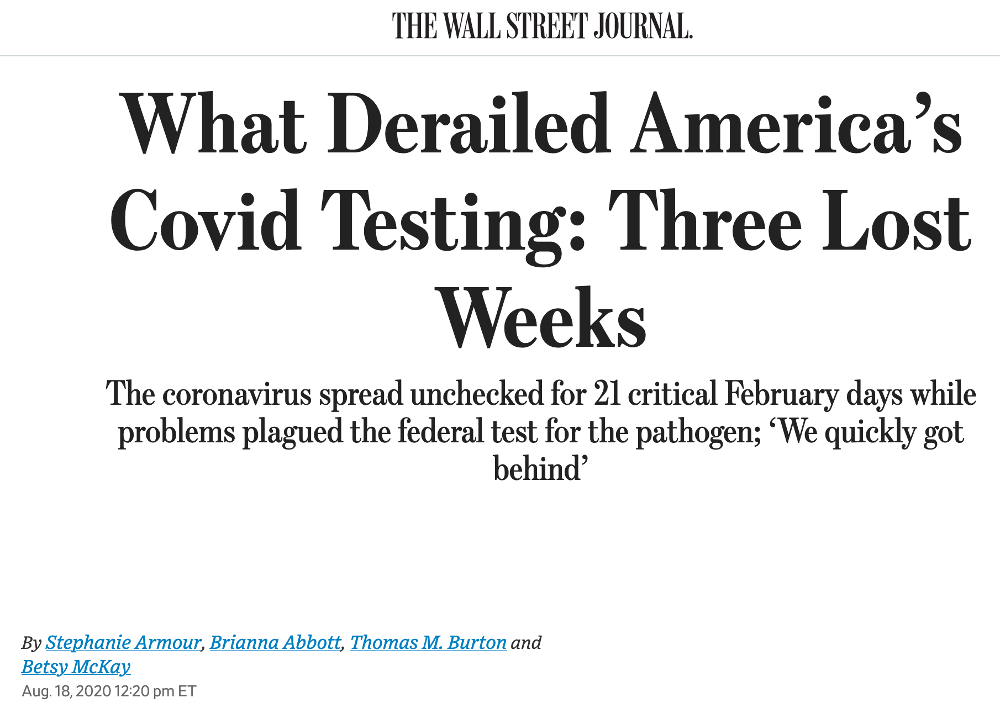 THE WALL STREET JOURNAL.
What Derailed America’s
Covid Testing: Three Lost
Weeks
The coronavirus spread unchecked for 21 critical February days while
problems plagued the federal test for the pathogen; ‘We quickly got
behind’
By Stephanie Armour, Brianna Abbott, Thomas M. Burton and
Betsy McKay
Aug. 18, 2020 12:20 pm ET